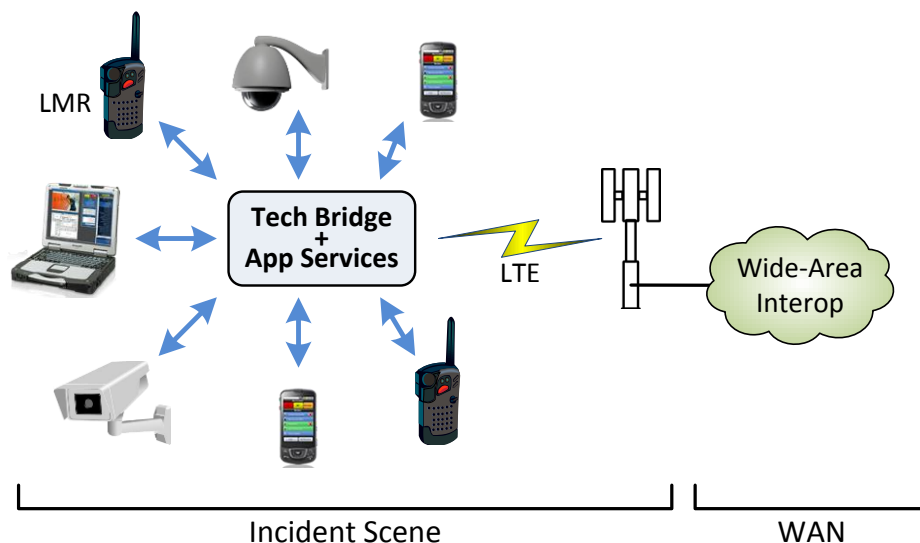 LMR
Tech Bridge
+
App Services
LTE
Wide-Area
Interop
Incident Scene
WAN